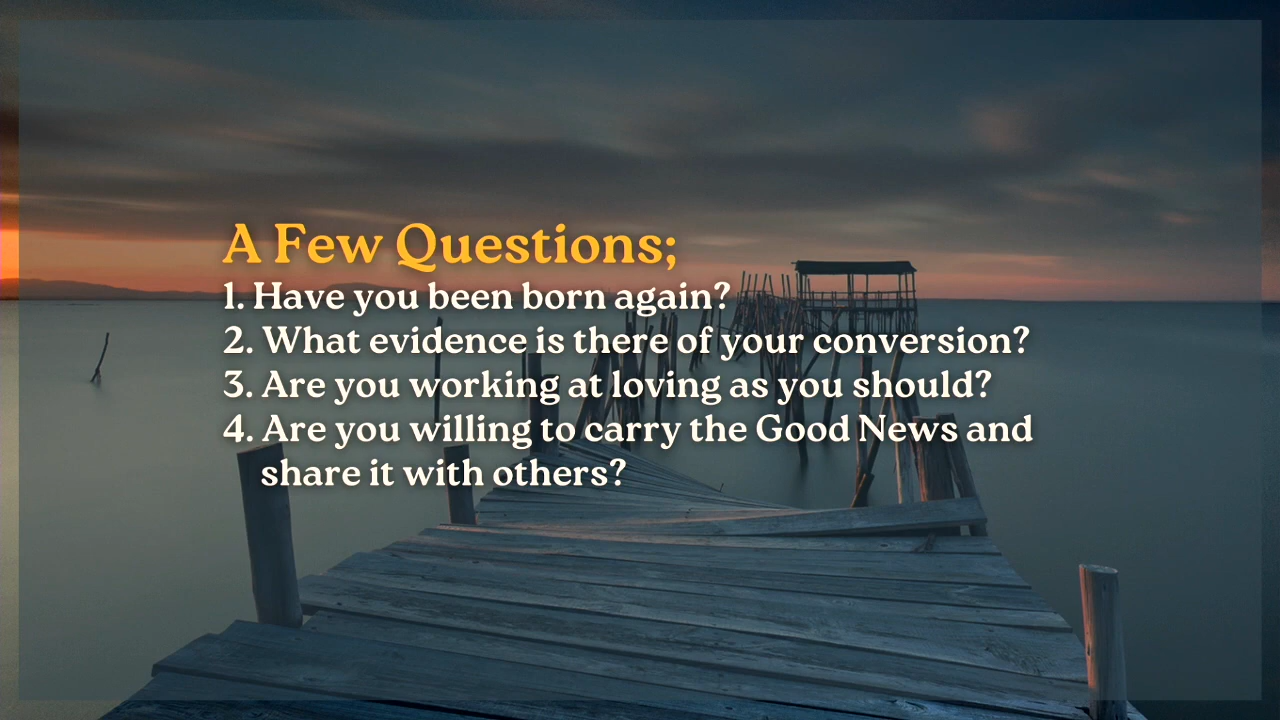 A Few Questions;
1. Have you been born again?
2. What evidence is there of your conversion?
3. Are you working at loving as you should?
4. Are you willing to carry the Good News and
share it with others?